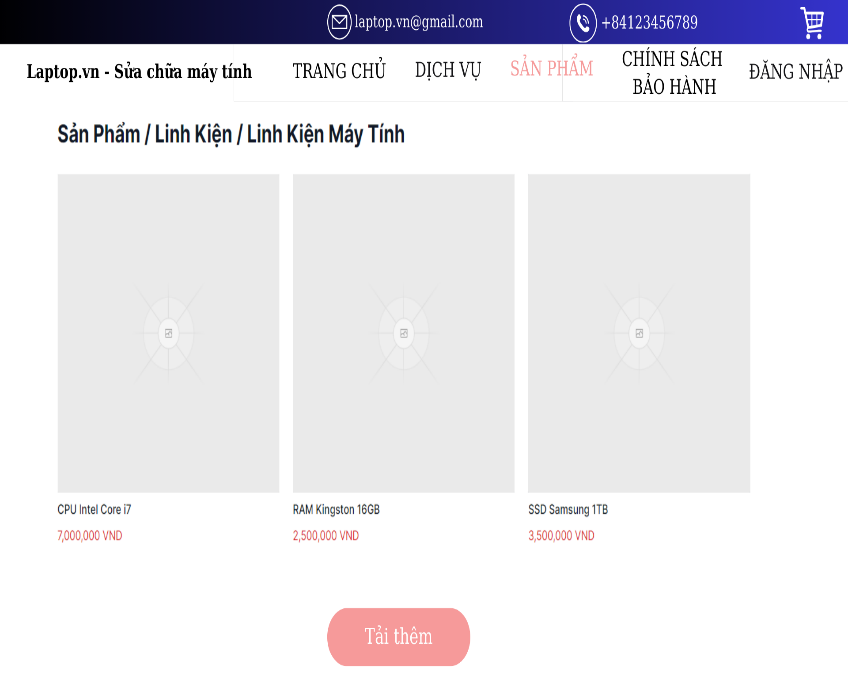 laptop.vn@gmail.com
+84123456789
Laptop.vn - Sửa chữa máy tính
TRANG CHỦ
DỊCH VỤ
SẢN PHẨM
CHÍNH SÁCH
BẢO HÀNH
ĐĂNG NHẬP
Sản Phẩm / Linh Kiện / Linh Kiện Máy Tính
CPU Intel Core i7
7,000,000 VND
RAM Kingston 16GB
2,500,000 VND
SSD Samsung 1TB
3,500,000 VND
Tải thêm